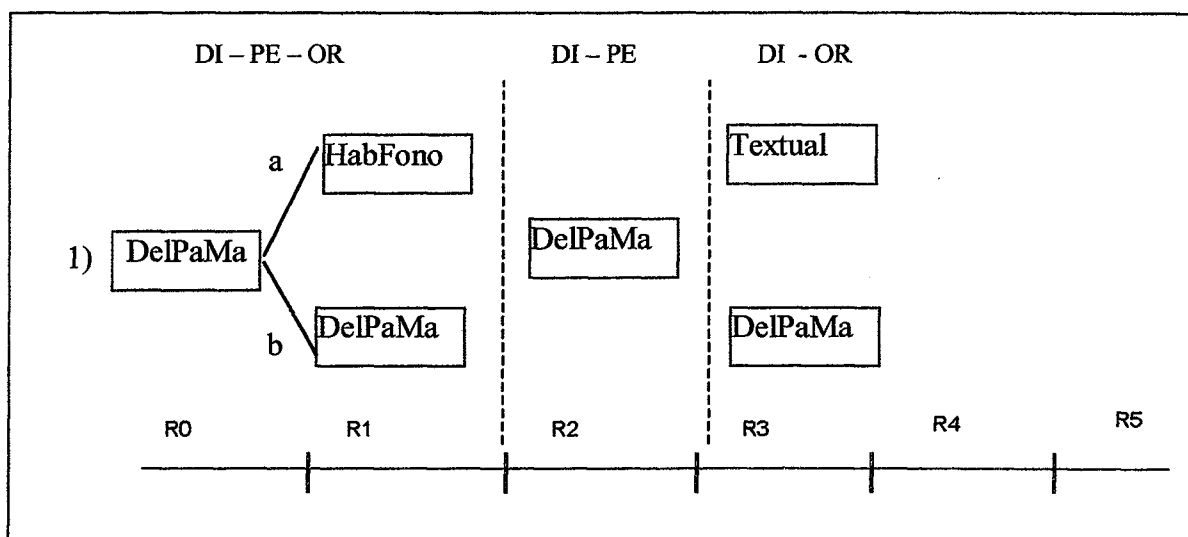 DI – PE – OR DI – PE DI - OR
a HabFono Textual
1) DelPaMa DelPaMa
b DelPaMa DelPaMa
R0 R1 R2 R3 R4 R5